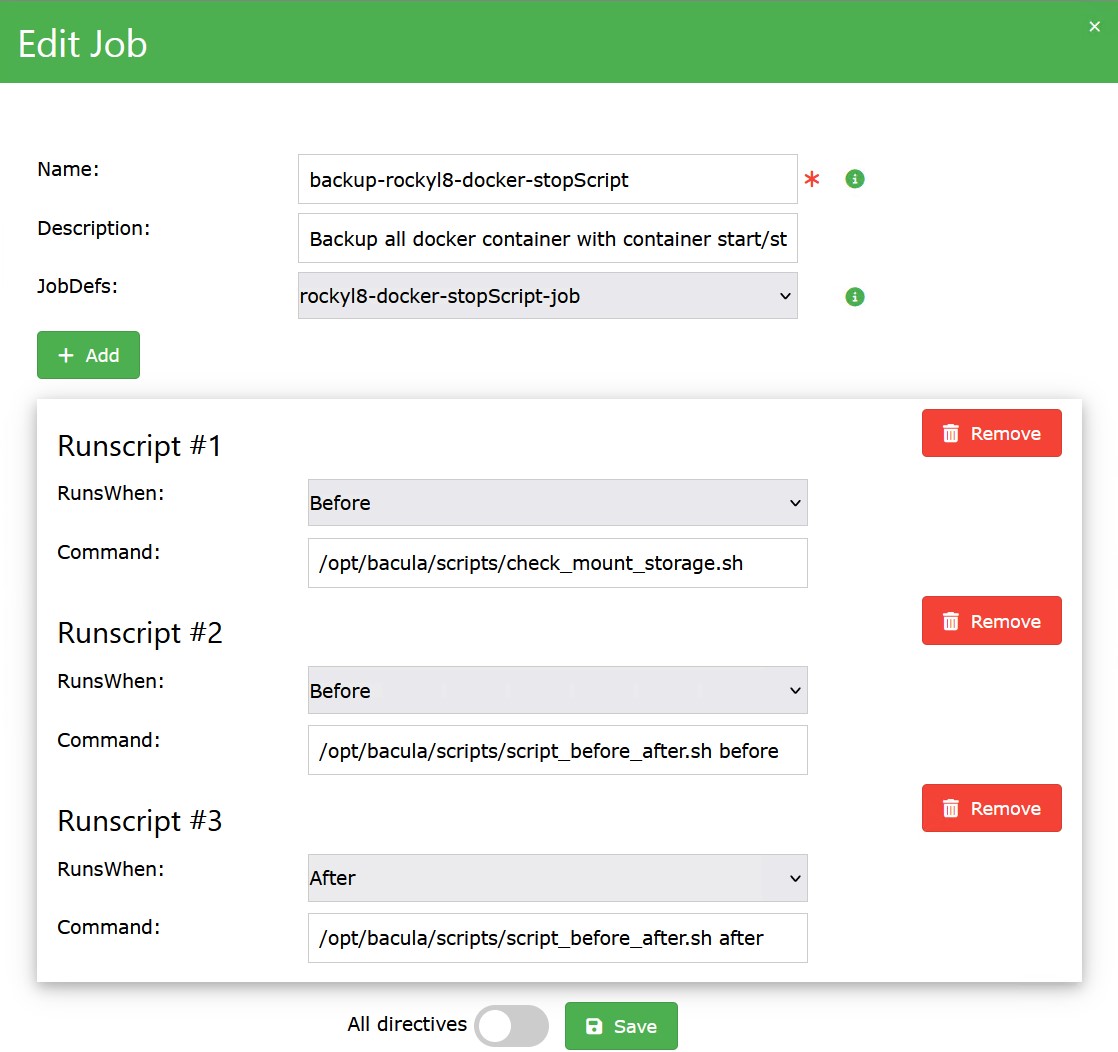 Edit Job
×
Name:
backup-rockyl8-docker-stopScript
*
Description:
Backup all docker container with container start/st
JobDefs:
rockyl8-docker-stopScript-job
+ Add
Runscript #1
Remove
RunsWhen:
Before
Command:
/opt/bacula/scripts/check_mount_storage.sh
Runscript #2
Remove
RunsWhen:
Before
Command:
/opt/bacula/scripts/script_before_after.sh before
Runscript #3
Remove
RunsWhen:
After
Command:
/opt/bacula/scripts/script_before_after.sh after
All directives
Save